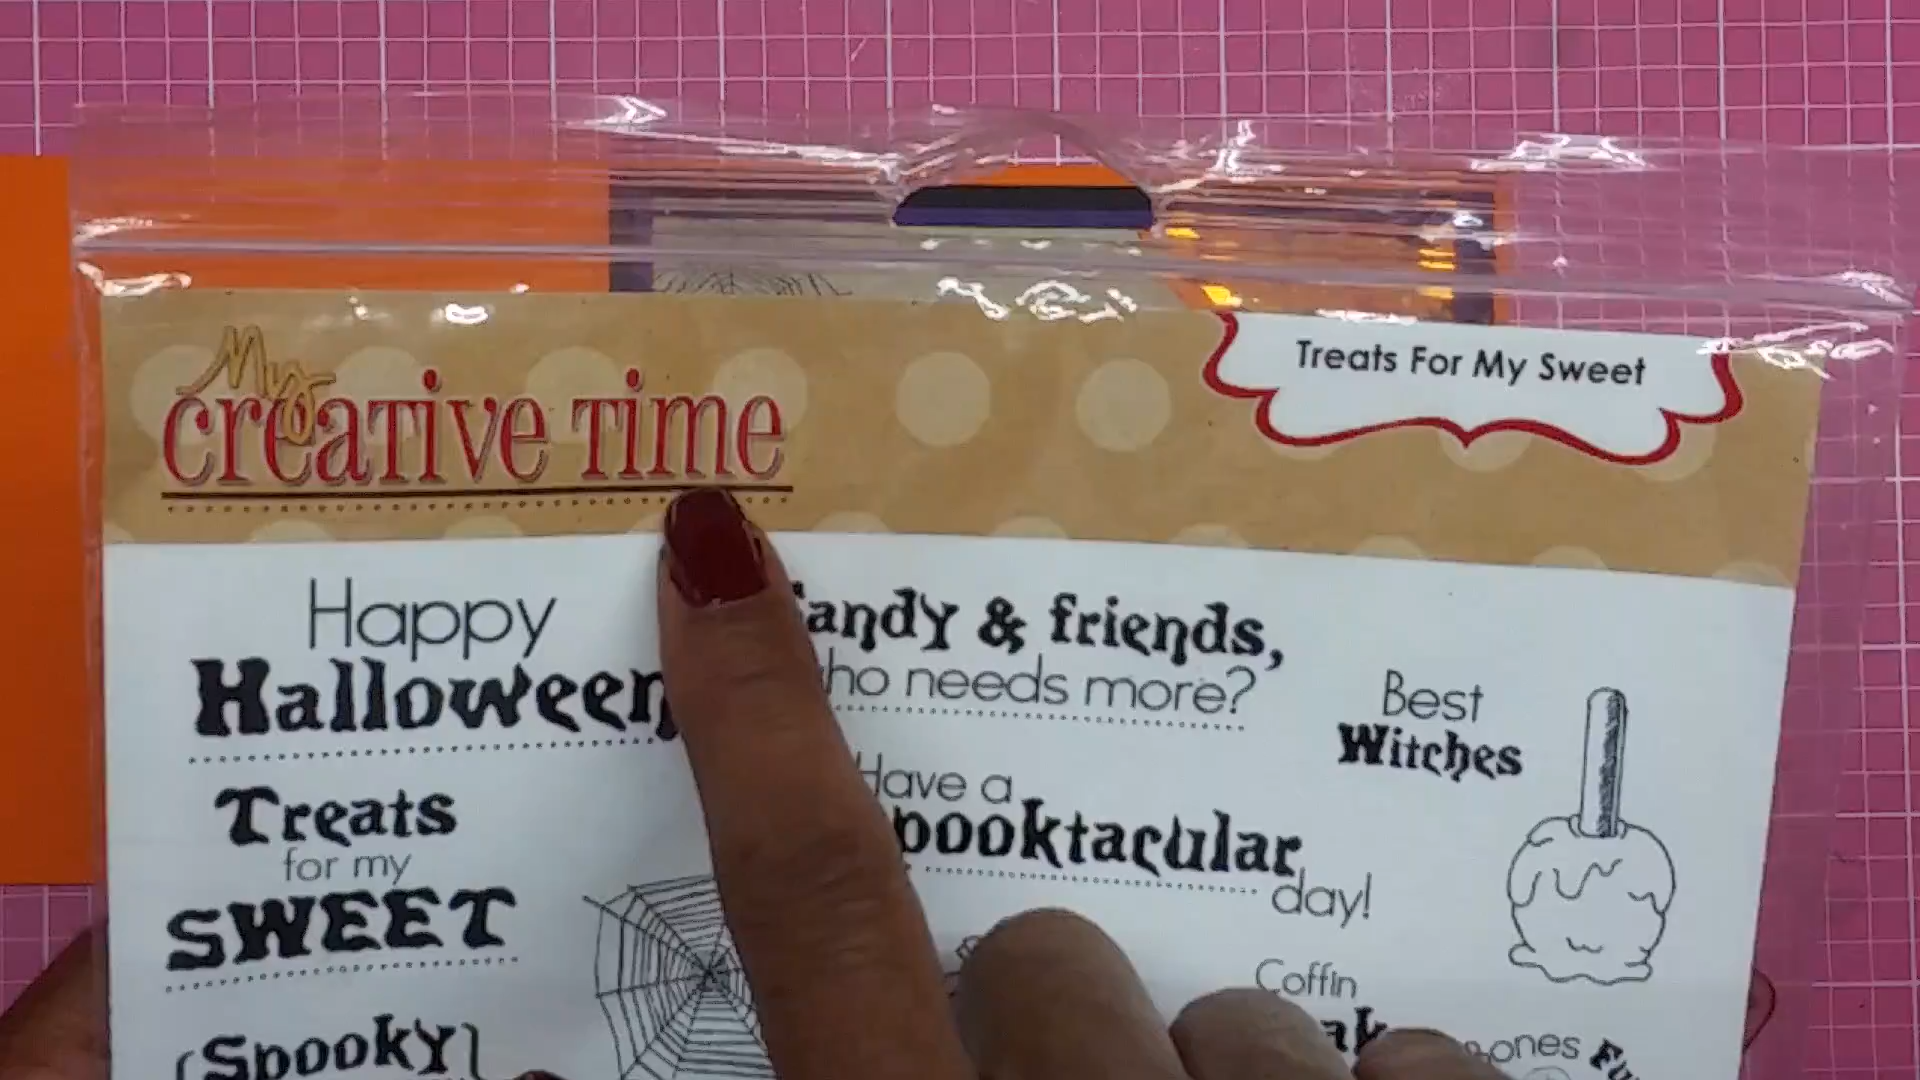 My
creative time
Treats For My Sweet
Happy
Halloween
Treats
for my
SWEET
{Spooky}
& friends,
needs more?
Have a
day!
Best
Witches
Coffin